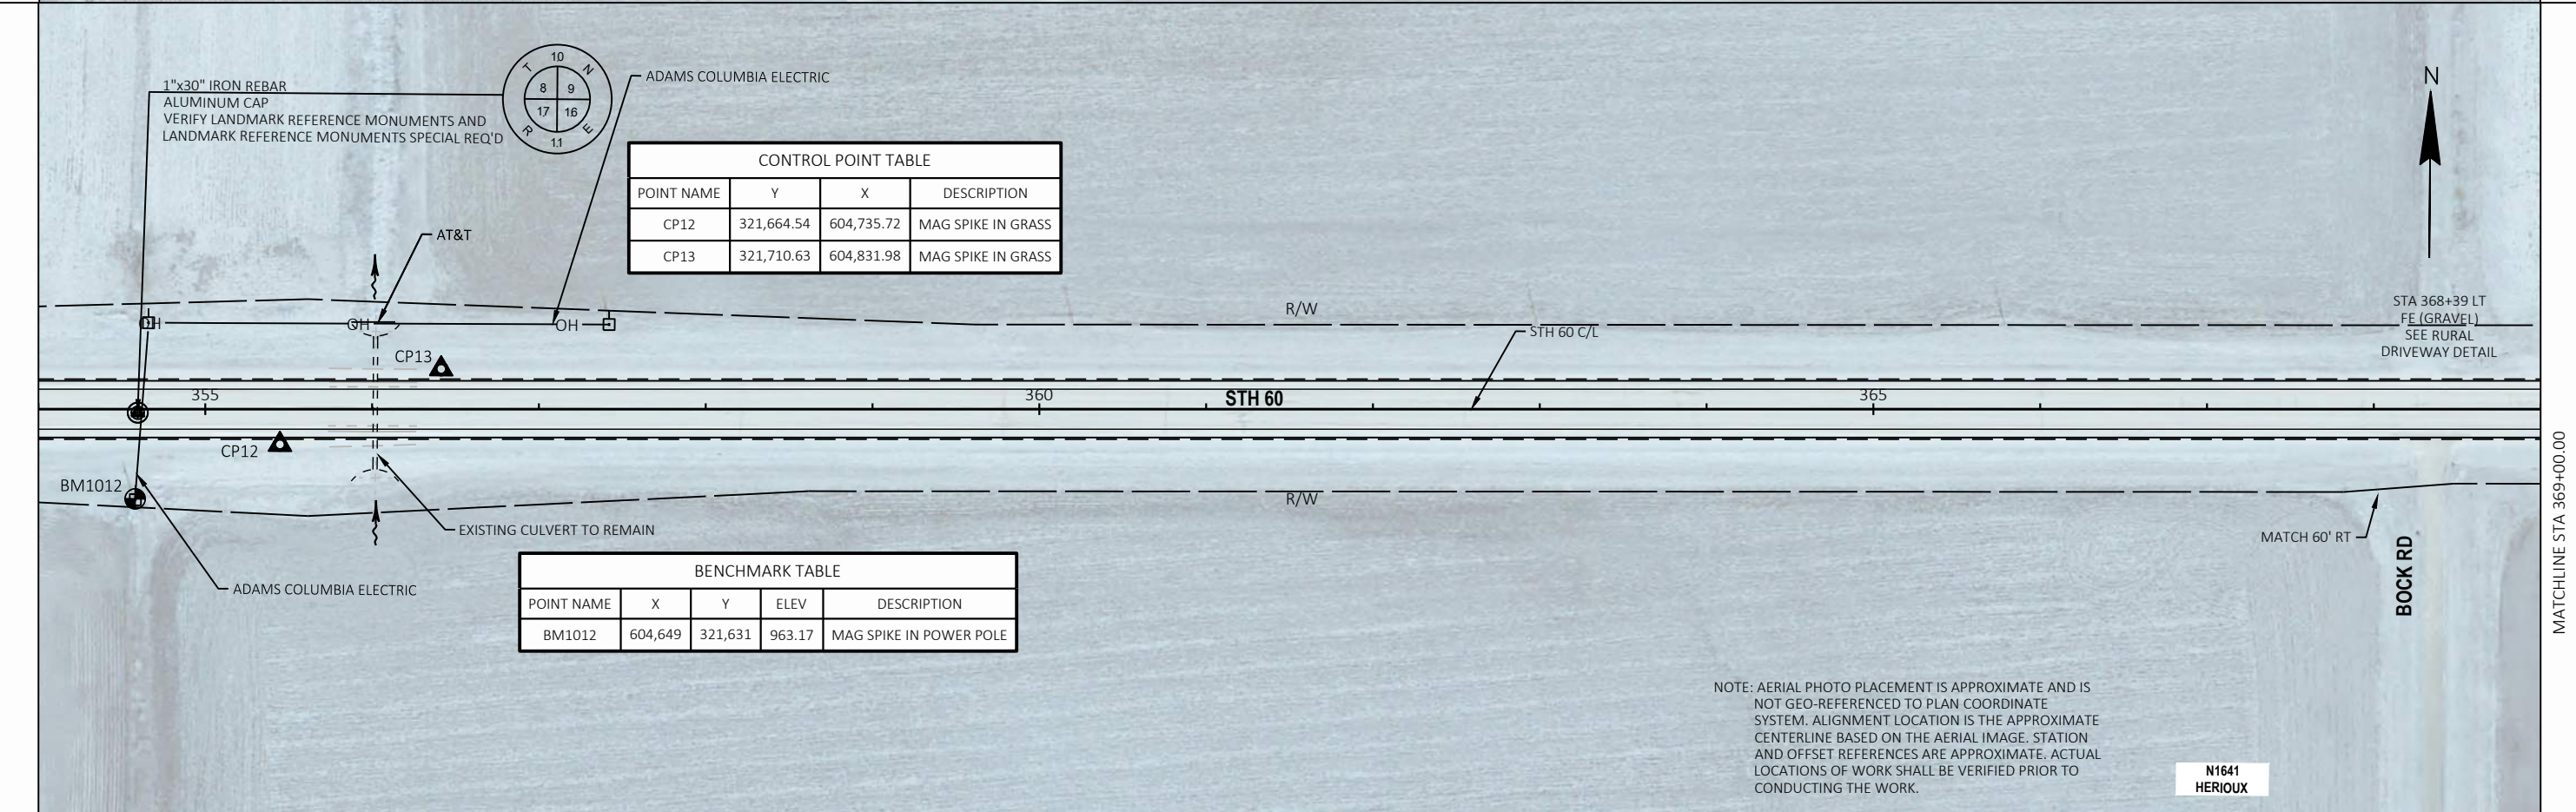 1"x30" IRON REBAR
ALUMINUM CAP
VERIFY LANDMARK REFERENCE MONUMENTS AND
LANDMARK REFERENCE MONUMENTS SPECIAL REQ'D
10
T N
8 9
17 16
R E
11
ADAMS COLUMBIA ELECTRIC
CONTROL POINT TABLE
POINT NAME Y X DESCRIPTION
CP12 321,664.54 604,735.72 MAG SPIKE IN GRASS
CP13 321,710.63 604,831.98 MAG SPIKE IN GRASS
N
AT&T
R/W
STA 368+39 LT
FE (GRAVEL)
SEE RURAL
DRIVEWAY DETAIL
OH OH OH
STH 60 C/L
CP13
355 360 STH 60 365
CP12
BM1012
R/W
EXISTING CULVERT TO REMAIN
MATCH 60' RT
BOCK RD
MATCHLINE STA 369+00.00
ADAMS COLUMBIA ELECTRIC
BENCHMARK TABLE
POINT NAME X Y ELEV DESCRIPTION
BM1012 604,649 321,631 963.17 MAG SPIKE IN POWER POLE
NOTE: AERIAL PHOTO PLACEMENT IS APPROXIMATE AND IS
NOT GEO-REFERENCED TO PLAN COORDINATE
SYSTEM. ALIGNMENT LOCATION IS THE APPROXIMATE
CENTERLINE BASED ON THE AERIAL IMAGE. STATION
AND OFFSET REFERENCES ARE APPROXIMATE. ACTUAL
LOCATIONS OF WORK SHALL BE VERIFIED PRIOR TO
CONDUCTING THE WORK.
N1641
HERIOUX